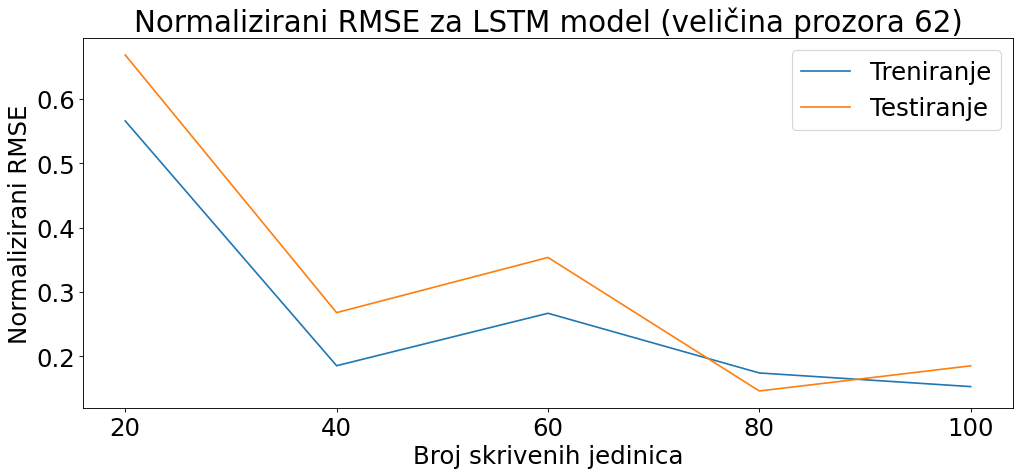 Normalizirani RMSE za LSTM model (veličina prozora 62)
Treniranje
Testiranje
Normalizirani RMSE
0.6
0.5
0.4
0.3
0.2
20 40 60 80 100
Broj skrivenih jedinica